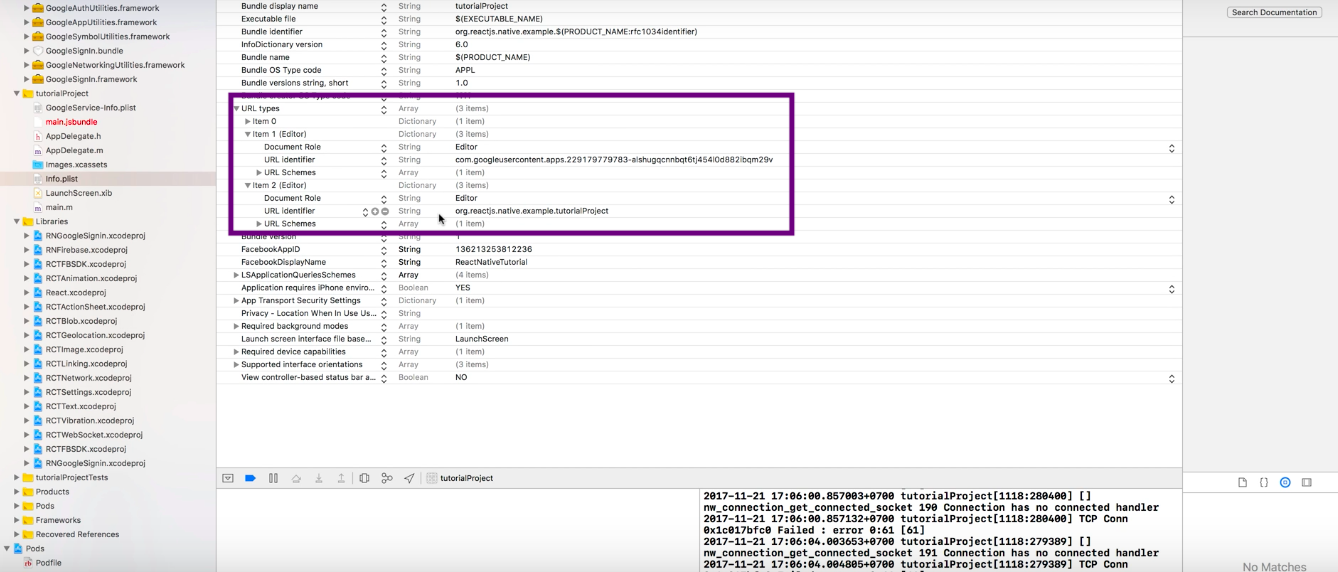 GoogleAuthUtilities.framework
GoogleAppUtilities.framework
GoogleSymbolUtilities.framework
GoogleSignIn.bundle
GoogleNetworkingUtilities.framework
GoogleSignIn.framework
tutorialProject
GoogleService-Info.plist
main.jsbundle
AppDelegate.h
AppDelegate.m
Images.xcassets
Info.plist
LaunchScreen.xib
main.m
Libraries
RNGoogleSignin.xcodeproj
RNFirebase.xcodeproj
RCTFBSDK.xcodeproj
RCTAnimation.xcodeproj
React.xcodeproj
RCTActionSheet.xcodeproj
RCTBlob.xcodeproj
RCTGeolocation.xcodeproj
RCTImage.xcodeproj
RCTLinking.xcodeproj
RCTNetwork.xcodeproj
RCTSettings.xcodeproj
RCTText.xcodeproj
RCTVibration.xcodeproj
RCTWebSocket.xcodeproj
RCTFBSDK.xcodeproj
RNGoogleSignin.xcodeproj
tutorialProjectTests
Products
Pods
Frameworks
Recovered References
Pods
Podfile
Bundle display name String tutorialProject
Executable file String $(EXECUTABLE_NAME)
Bundle identifier String org.reactjs.native.example.$(PRODUCT_NAME:rfc1034identifier)
InfoDictionary version String 6.0
Bundle name String $(PRODUCT_NAME)
Bundle OS Type code String APPL
Bundle versions string, short String 1.0
URL types Array (3 items)
Item 0 Dictionary (1 item)
Item 1 (Editor) Dictionary (3 items)
Document Role String Editor
URL identifier String
URL Schemes Array (1 item)
Item 2 (Editor) Dictionary (3 items)
Document Role String Editor
URL identifier String org.reactjs.native.example.tutorialProject
URL Schemes Array (1 item)
Bundle version String 1
FacebookAppID String 136213253812236
FacebookDisplayName String ReactNativeTutorial
LSApplicationQueriesSchemes Array (4 items)
Application requires iPhone enviro... Boolean YES
App Transport Security Settings Dictionary (1 item)
Privacy - Location When In Use Us... String
Required background modes Array (1 item)
Launch screen interface file base... String LaunchScreen
Required device capabilities Array (1 item)
Supported interface orientations Array (3 items)
View controller-based status bar a... Boolean NO
tutorialProject
2017-11-21 17:06:00.857003+0700 tutorialProject[1118:280400] []
nw_connection_get_connected_socket 190 Connection has no connected handler
2017-11-21 17:06:00.857132+0700 tutorialProject[1118:280400] TCP Conn
0x1c017bfc0 Failed : error 0:61 [61]
2017-11-21 17:06:04.003653+0700 tutorialProject[1118:279389] []
nw_connection_get_connected_socket 191 Connection has no connected handler
2017-11-21 17:06:04.004805+0700 tutorialProject[1118:279389] TCP Conn
Search Documentation
No Matches